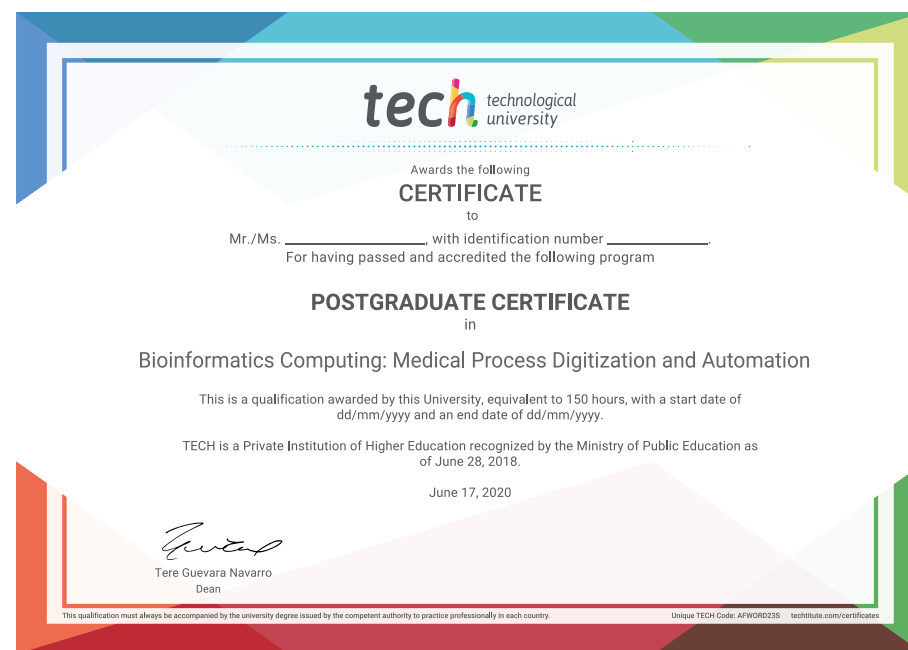 tech technological
university
Awards the following
CERTIFICATE
to
Mr./Ms. ____________, with identification number ____________.
For having passed and accredited the following program
POSTGRADUATE CERTIFICATE
in
Bioinformatics Computing: Medical Process Digitization and Automation
This is a qualification awarded by this University, equivalent to 150 hours, with a start date of
dd/mm/yyyy and an end date of dd/mm/yyyy.
TECH is a Private Institution of Higher Education recognized by the Ministry of Public Education as
of June 28, 2018.
June 17, 2020
Tere Guevara Navarro
Dean
This qualification must always be accompanied by the university degree issued by the competent authority to practice professionally in each country.
Unique TECH Code: AFWORD23S techtitute.com/certificates